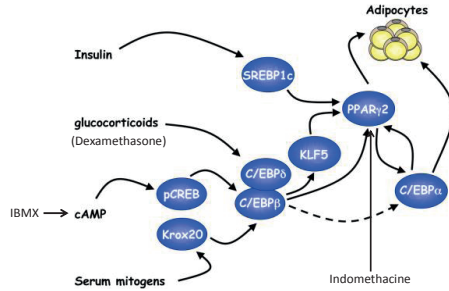 Adipocytes
Insulin
SREBP1c
PPARγ2
glucocorticoids
(Dexamethasone)
KLF5
C/EBPδ
pCREB
C/EBPβ
C/EBPα
IBMX
cAMP
Krox20
Indomethacine
Serum mitogens